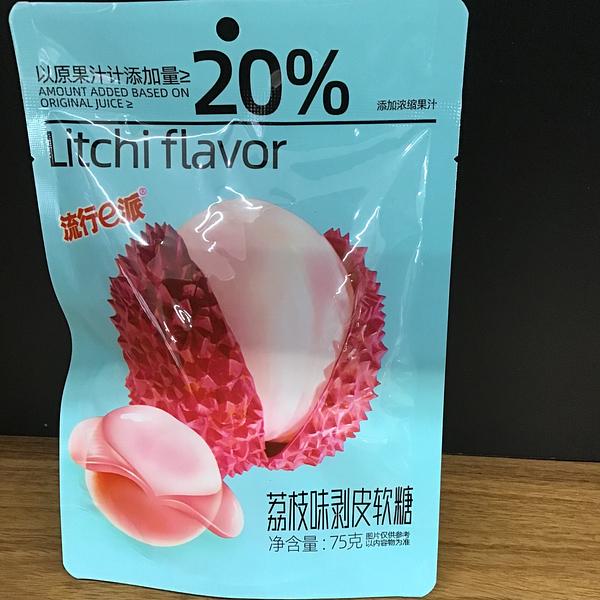 以原果汁计添加量≥
AMOUNT ADDED BASED ON
ORIGINAL JUICE ≥
20%
添加浓缩果汁
Litchi flavor
流行e派®
荔枝味剥皮软糖
净含量:75克
图片仅供参考
以内容物为准